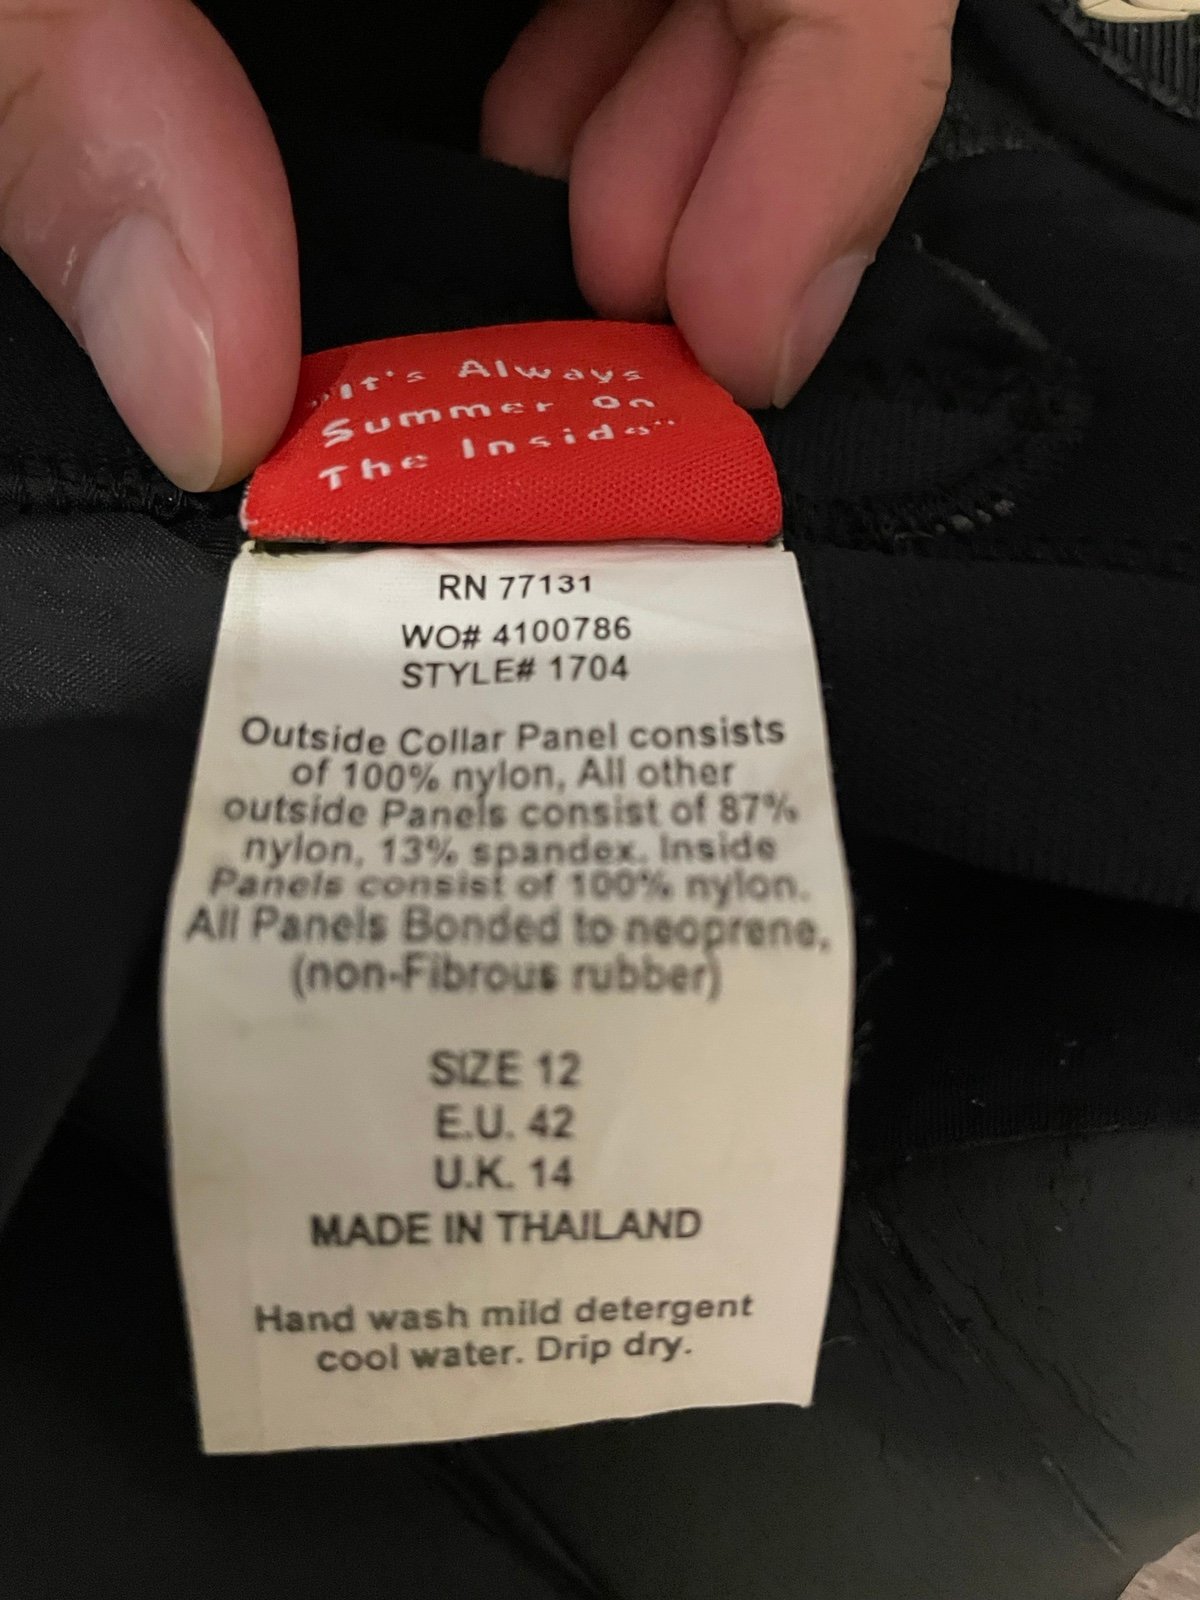 "It's Always
Summer On
The Inside"
RN 77131
WO# 4100786
STYLE# 1704
Outside Collar Panel consists
of 100% nylon, All other
outside Panels consist of 87%
nylon, 13% spandex. Inside
Panels consist of 100% nylon.
All Panels Bonded to neoprene,
(non-Fibrous rubber)
SIZE 12
E.U. 42
U.K. 14
MADE IN THAILAND
Hand wash mild detergent
cool water. Drip dry.